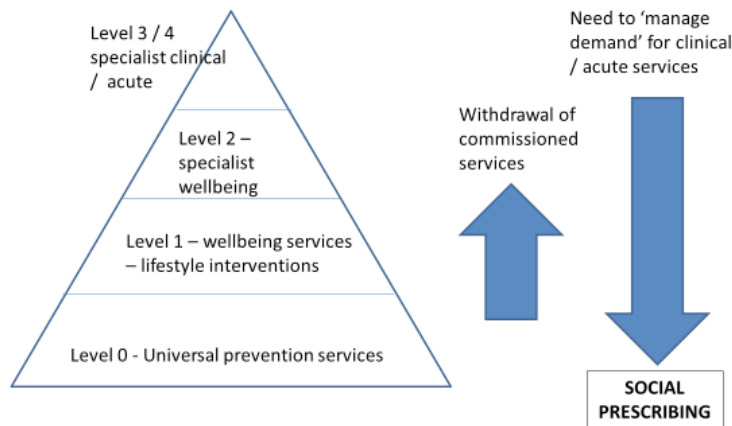 Level 3 / 4
specialist clinical
/ acute
Level 2 –
specialist
wellbeing
Level 1 – wellbeing services
– lifestyle interventions
Level 0 - Universal prevention services
Withdrawal of
commissioned
services
Need to ‘manage
demand’ for clinical
/ acute services
SOCIAL
PRESCRIBING